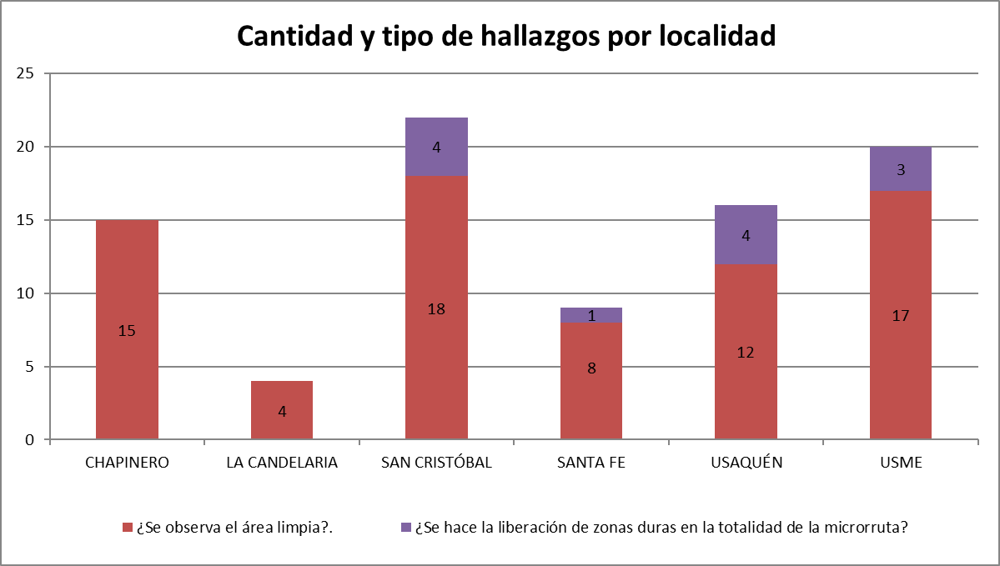 Cantidad y tipo de hallazgos por localidad
25
20
15
10
5
0
15
4
18
4
8
1
12
4
17
3
CHAPINERO
LA CANDELARIA
SAN CRISTÓBAL
SANTA FE
USAQUÉN
USME
¿Se observa el área limpia?.
¿Se hace la liberación de zonas duras en la totalidad de la microrruta?